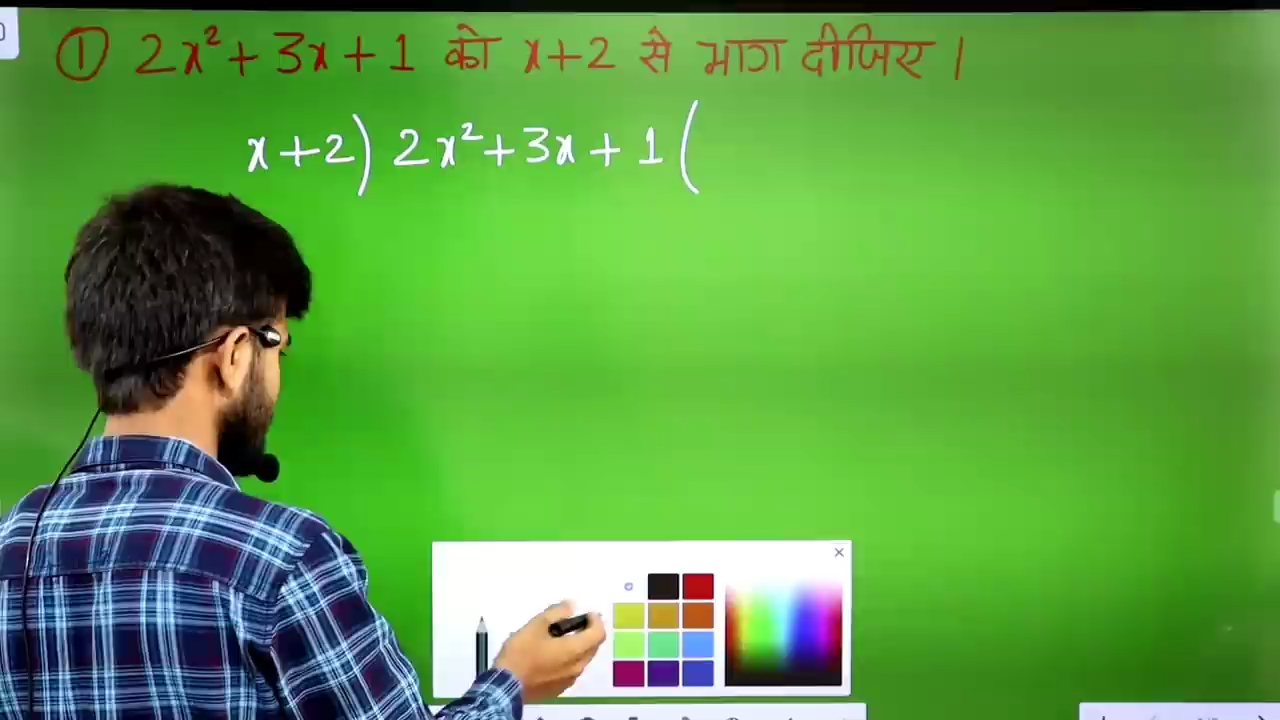 ① 2x² + 3x + 1 को x+2 से भाग दीजिए ।
x+2) 2x² + 3x + 1 (